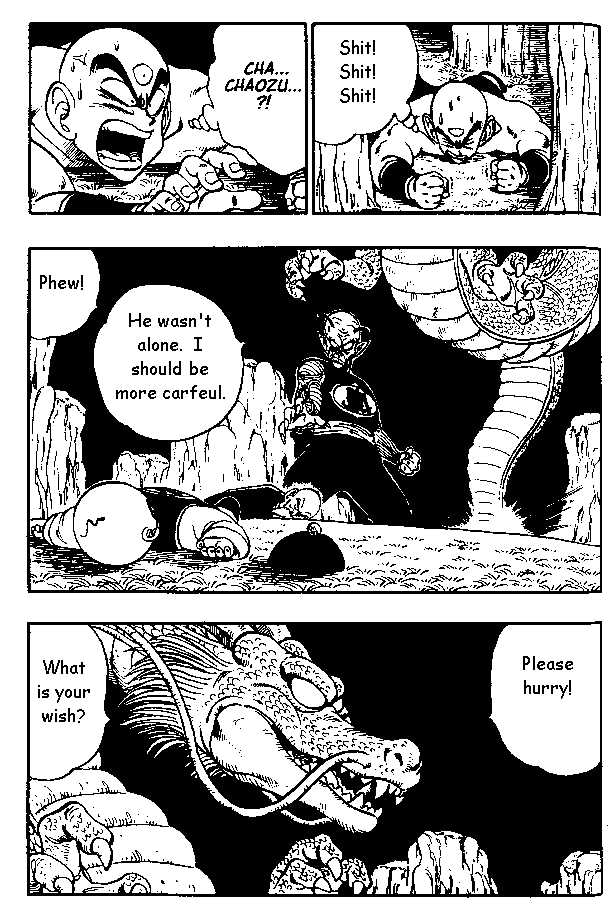 CHA...
CHAOZU...
?!
Shit!
Shit!
Shit!
Phew!
He wasn't
alone. I
should be
more carfeul.
What
is your
wish?
Please
hurry!